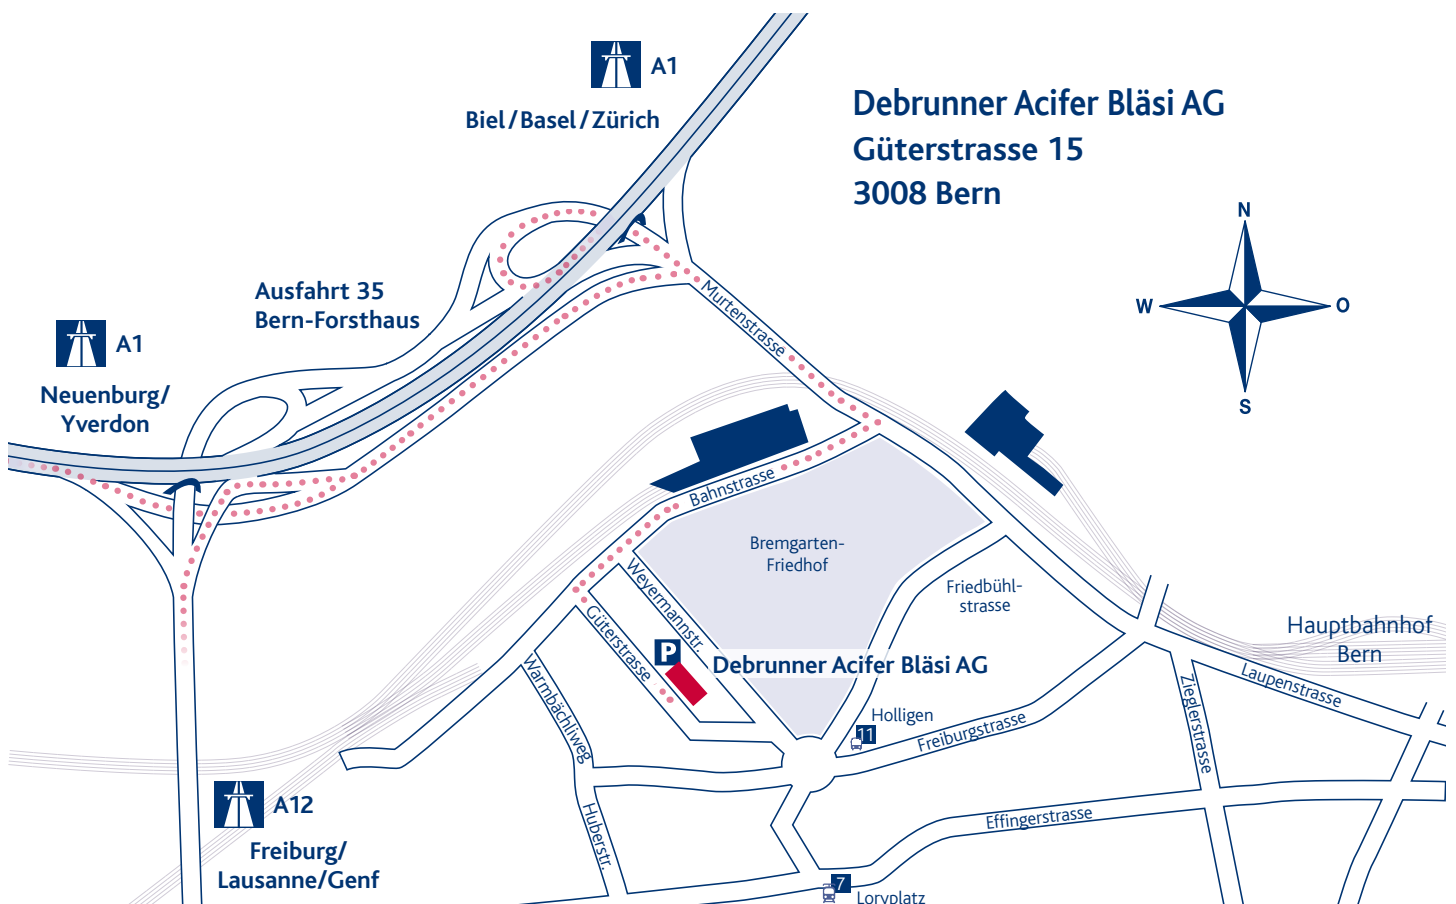 A1
Biel/Basel/Zürich
Debrunner Acifer Bläsi AG
Güterstrasse 15
3008 Bern
N
W
O
S
Ausfahrt 35
Bern-Forsthaus
A1
Neuenburg/
Yverdon
Murtenstrasse
Bahnstrasse
Bremgarten-
Friedhof
Friedbühl-
strasse
Weyermannstr.
Güterstrasse
P
Debrunner Acifer Bläsi AG
Hauptbahnhof
Bern
Warmbächliweg
Laupenstrasse
Zieglerstrasse
Holligen
11
Freiburgstrasse
A12
Freiburg/
Lausanne/Genf
Huberstr.
Effingerstrasse
7
Loryplatz